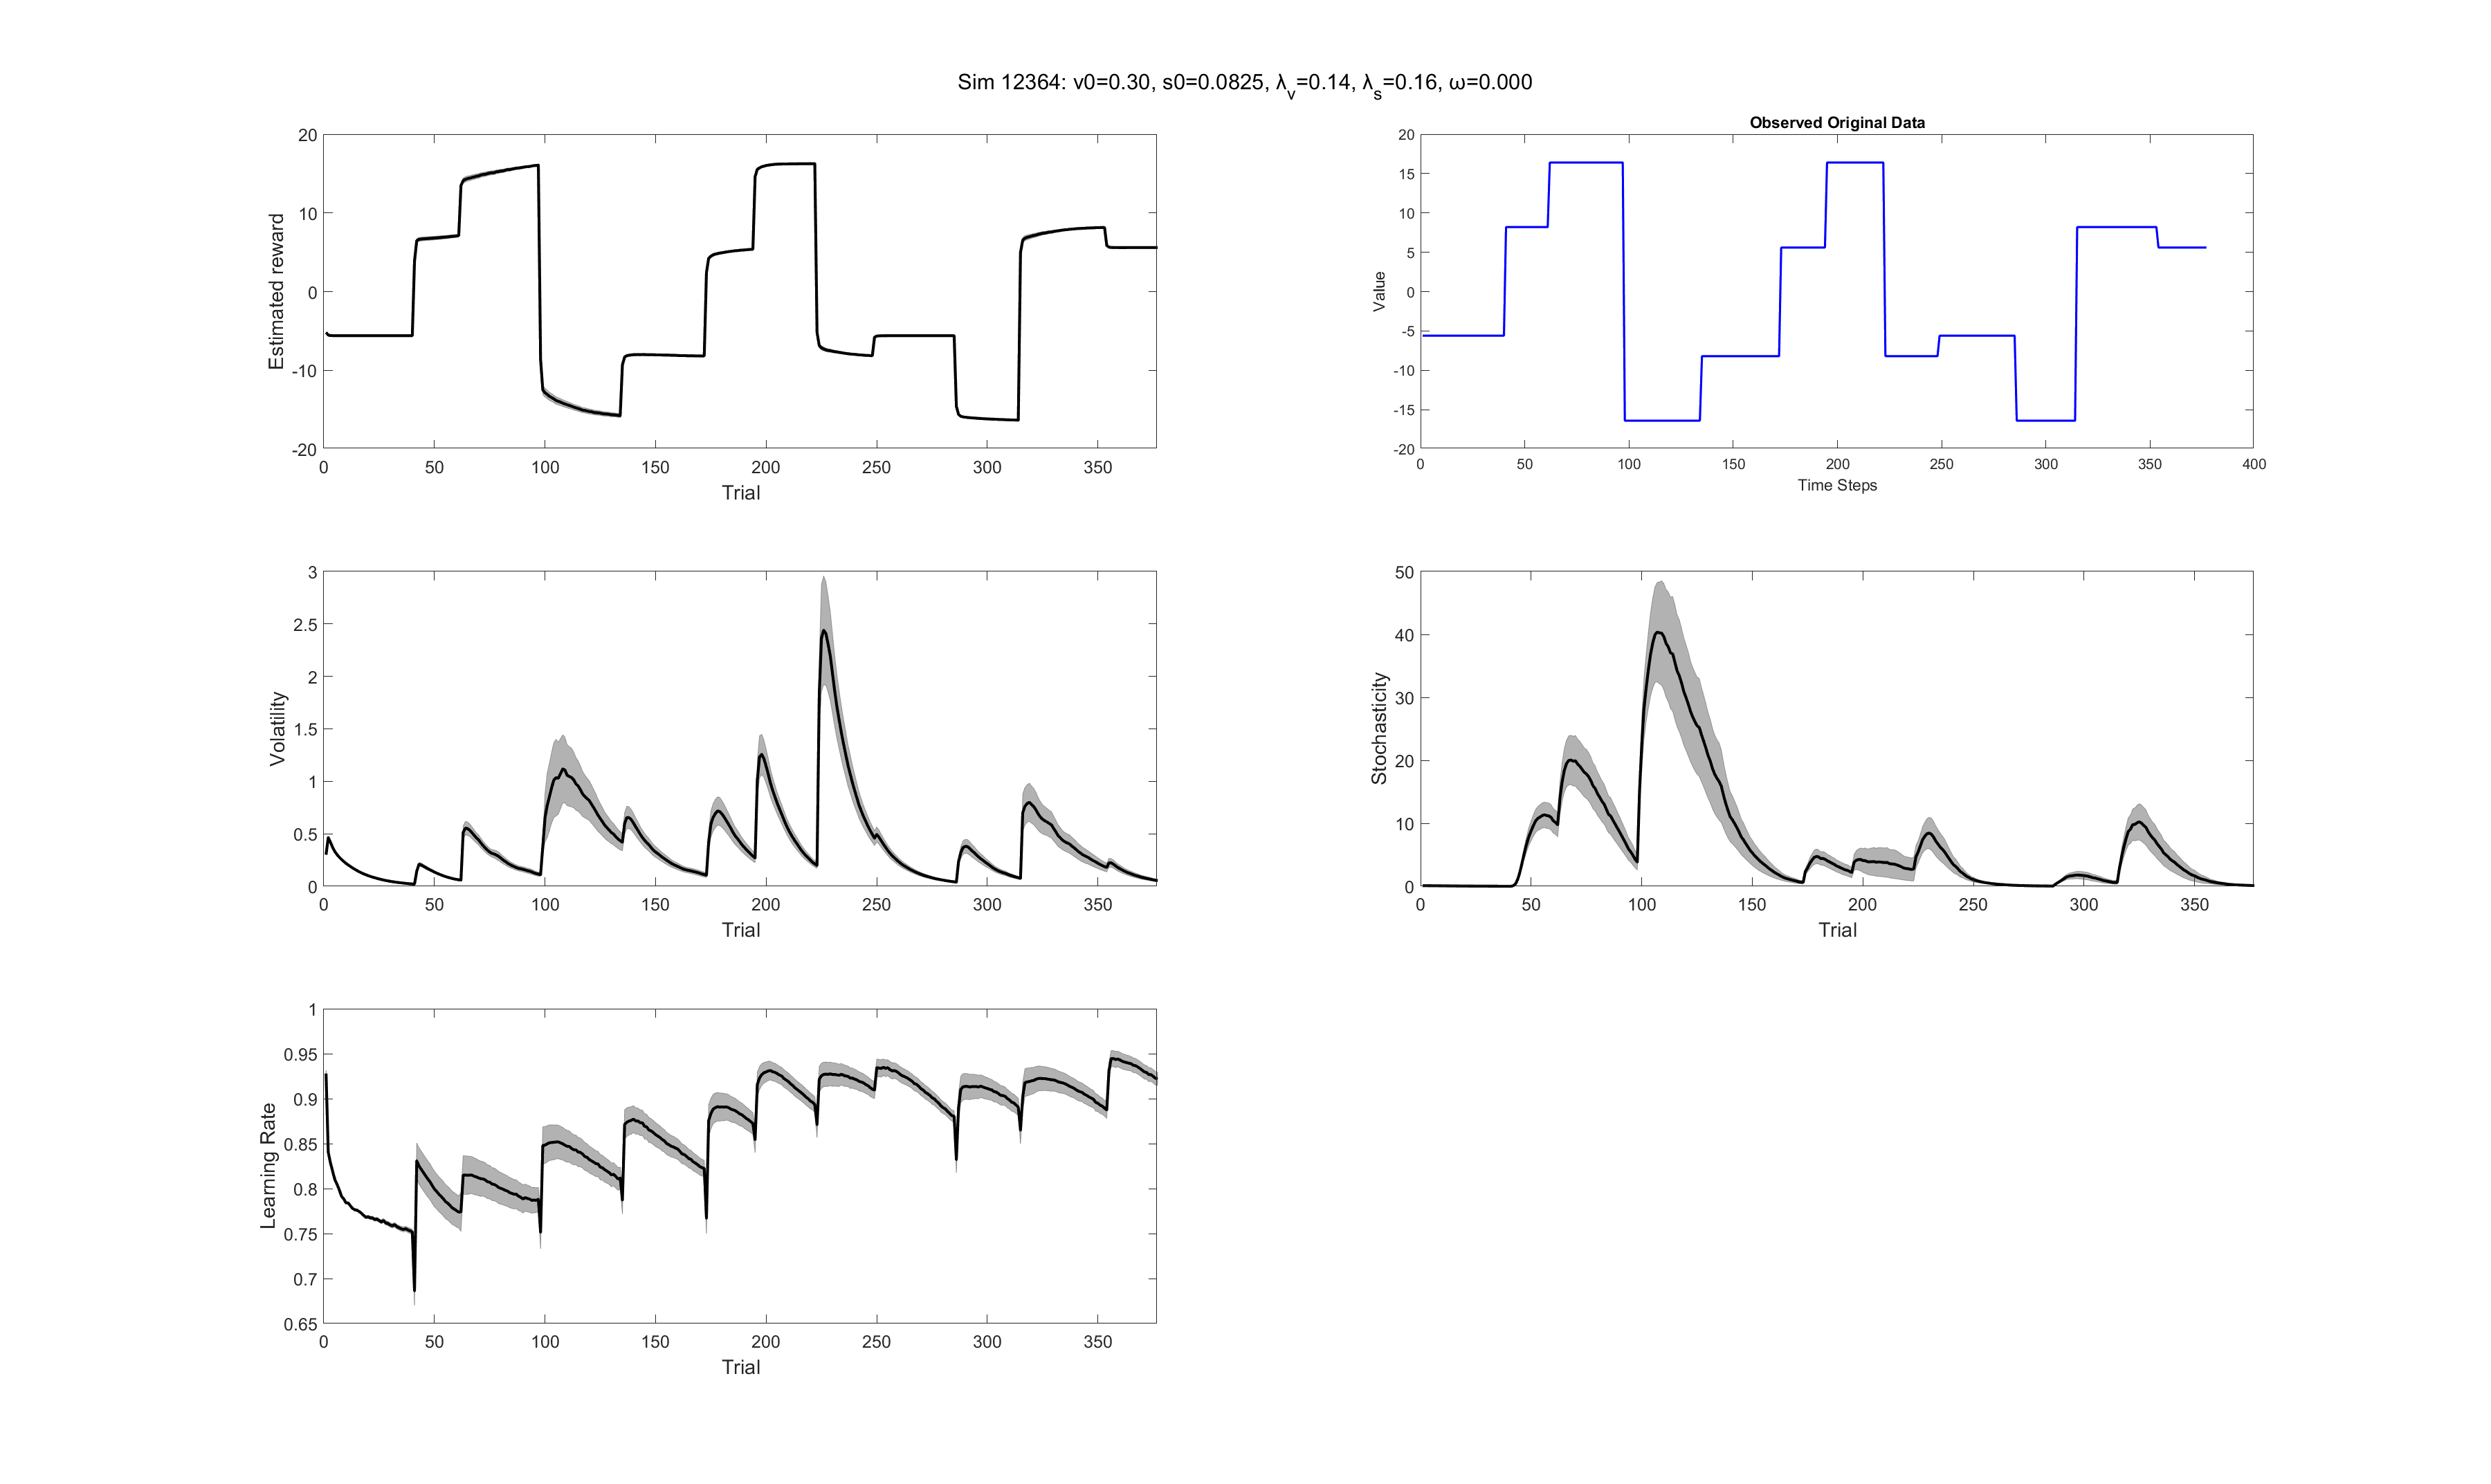 Sim 12364: v0=0.30, s0=0.0825, λv=0.14, λs=0.16, ω=0.000
20
10
0
-10
-20
Estimated reward
0 50 100 150 200 250 300 350
Trial
Observed Original Data
20
15
10
5
0
-5
-10
-15
-20
Value
0 50 100 150 200 250 300 350 400
Time Steps
3
2.5
2
1.5
1
0.5
0
Volatility
0 50 100 150 200 250 300 350
Trial
50
40
30
20
10
0
Stochasticity
0 50 100 150 200 250 300 350
Trial
1
0.95
0.9
0.85
0.8
0.75
0.7
0.65
Learning Rate
0 50 100 150 200 250 300 350
Trial